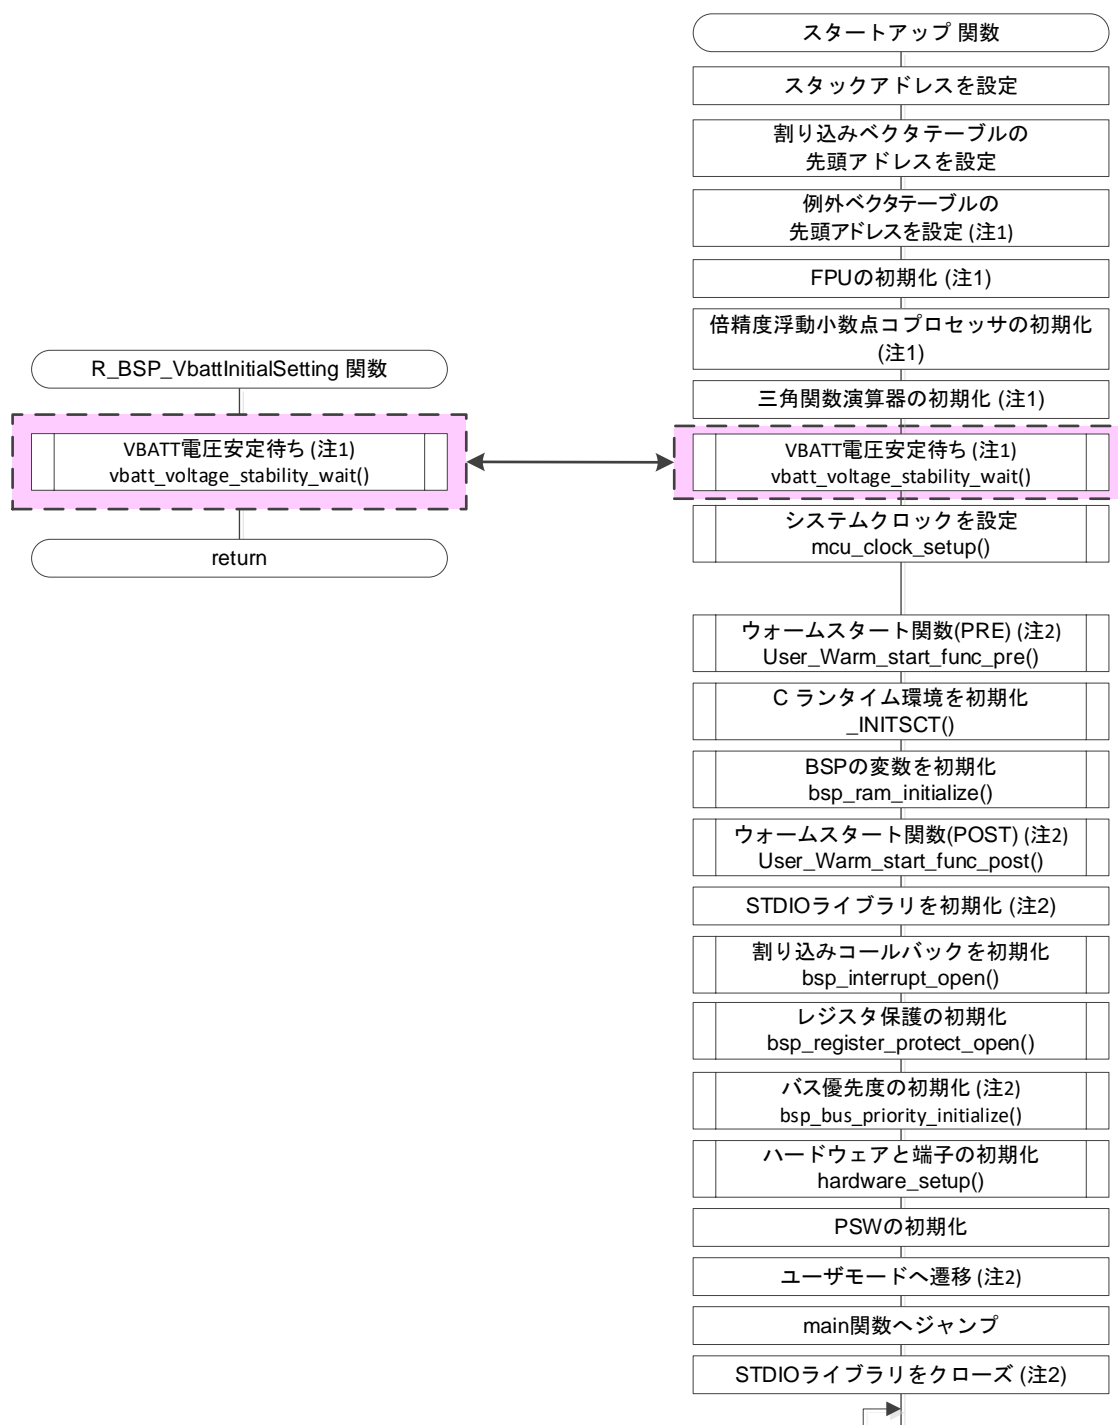 スタートアップ 関数
スタックアドレスを設定
割り込みベクタテーブルの
先頭アドレスを設定
例外ベクタテーブルの
先頭アドレスを設定 (注1)
FPUの初期化 (注1)
倍精度浮動小数点コプロセッサの初期化
(注1)
三角関数演算器の初期化 (注1)
R_BSP_VbattInitialSetting 関数
VBATT電圧安定待ち (注1)
vbatt_voltage_stability_wait()
return
VBATT電圧安定待ち (注1)
vbatt_voltage_stability_wait()
システムクロックを設定
mcu_clock_setup()
ウォームスタート関数(PRE) (注2)
User_Warm_start_func_pre()
C ランタイム環境を初期化
_INITSCT()
BSPの変数を初期化
bsp_ram_initialize()
ウォームスタート関数(POST) (注2)
User_Warm_start_func_post()
STDIOライブラリを初期化 (注2)
割り込みコールバックを初期化
bsp_interrupt_open()
レジスタ保護の初期化
bsp_register_protect_open()
バス優先度の初期化 (注2)
bsp_bus_priority_initialize()
ハードウェアと端子の初期化
hardware_setup()
PSWの初期化
ユーザモードへ遷移 (注2)
main関数へジャンプ
STDIOライブラリをクローズ (注2)